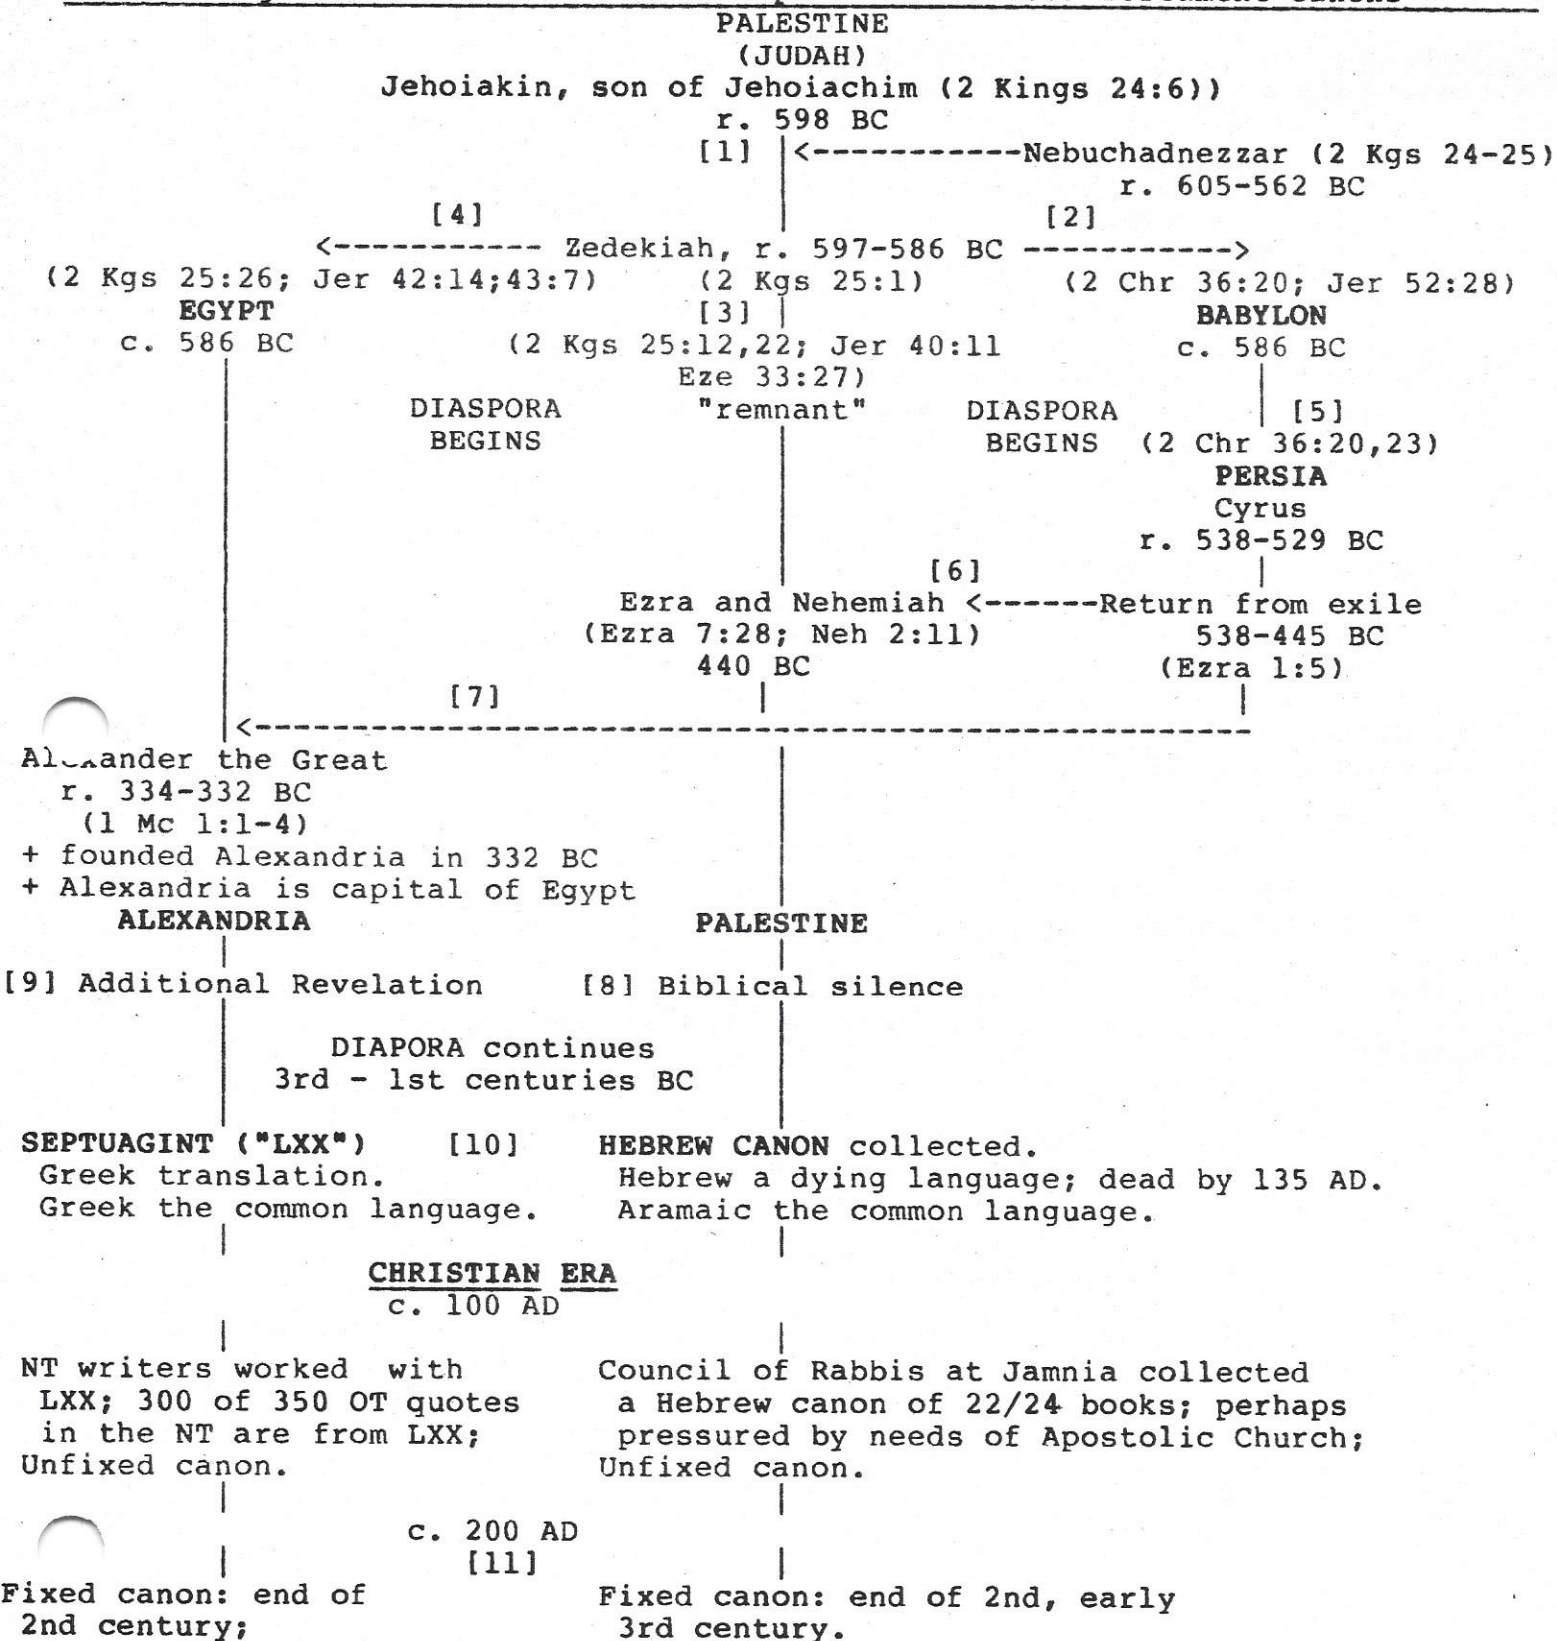 PALESTINE
(JUDAH)
Jehoiakin, son of Jehoiachim (2 Kings 24:6))
r. 598 BC
[1] <-----------Nebuchadnezzar (2 Kgs 24-25)
r. 605-562 BC
[4] [2]
<----------- Zedekiah, r. 597-586 BC ----------->
(2 Kgs 25:26; Jer 42:14;43:7) (2 Kgs 25:1) (2 Chr 36:20; Jer 52:28)
EGYPT [3] BABYLON
c. 586 BC (2 Kgs 25:12,22; Jer 40:11 c. 586 BC
Eze 33:27)
DIASPORA "remnant" DIASPORA [5]
BEGINS BEGINS (2 Chr 36:20,23)
PERSIA
Cyrus
r. 538-529 BC
[6]
Ezra and Nehemiah <------Return from exile
(Ezra 7:28; Neh 2:11) 538-445 BC
440 BC (Ezra 1:5)
[7]
<----------------------------------------------------
the Great
r. 334-332 BC
(1 Mc 1:1-4)
+ founded Alexandria in 332 BC
+ Alexandria is capital of Egypt
ALEXANDRIA PALESTINE
[9] Additional Revelation [8] Biblical silence
DIAPORA continues
3rd - 1st centuries BC
SEPTUAGINT ("LXX") [10] HEBREW CANON collected.
Greek translation. Hebrew a dying language; dead by 135 AD.
Greek the common language. Aramaic the common language.
CHRISTIAN ERA
c. 100 AD
NT writers worked with Council of Rabbis at Jamnia collected
LXX; 300 of 350 OT quotes a Hebrew canon of 22/24 books; perhaps
in the NT are from LXX; pressured by needs of Apostolic Church;
Unfixed canon. Unfixed canon.
c. 200 AD
[11]
Fixed canon: end of Fixed canon: end of 2nd, early
2nd century; 3rd century.